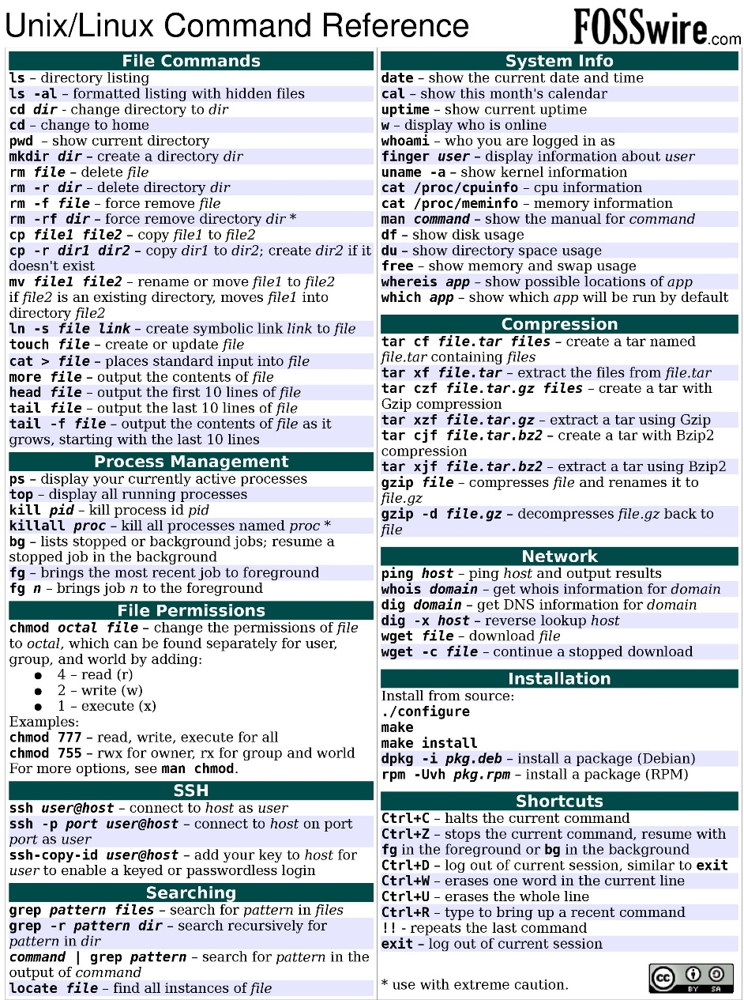 Unix/Linux Command Reference
FOSSwire.com
File Commands
ls – directory listing
ls -al – formatted listing with hidden files
cd dir - change directory to dir
cd – change to home
pwd – show current directory
mkdir dir – create a directory dir
rm file – delete file
rm -r dir – delete directory dir
rm -f file – force remove file
rm -rf dir – force remove directory dir *
cp file1 file2 – copy file1 to file2
cp -r dir1 dir2 – copy dir1 to dir2; create dir2 if it
doesn't exist
mv file1 file2 – rename or move file1 to file2
if file2 is an existing directory, moves file1 into
directory file2
ln -s file link – create symbolic link link to file
touch file – create or update file
cat > file – places standard input into file
more file – output the contents of file
head file – output the first 10 lines of file
tail file – output the last 10 lines of file
tail -f file – output the contents of file as it
grows, starting with the last 10 lines
Process Management
ps – display your currently active processes
top – display all running processes
kill pid – kill process id pid
killall proc – kill all processes named proc *
bg – lists stopped or background jobs; resume a
stopped job in the background
fg – brings the most recent job to foreground
fg n – brings job n to the foreground
File Permissions
chmod octal file – change the permissions of file
to octal, which can be found separately for user,
group, and world by adding:
● 4 – read (r)
● 2 – write (w)
● 1 – execute (x)
Examples:
chmod 777 – read, write, execute for all
chmod 755 – rwx for owner, rx for group and world
For more options, see man chmod.
SSH
ssh user@host – connect to host as user
ssh -p port user@host – connect to host on port
port as user
ssh-copy-id user@host – add your key to host for
user to enable a keyed or passwordless login
Searching
grep pattern files – search for pattern in files
grep -r pattern dir – search recursively for
pattern in dir
command | grep pattern – search for pattern in the
output of command
locate file – find all instances of file
System Info
date – show the current date and time
cal – show this month's calendar
uptime – show current uptime
w – display who is online
whoami – who you are logged in as
finger user – display information about user
uname -a – show kernel information
cat /proc/cpuinfo – cpu information
cat /proc/meminfo – memory information
man command – show the manual for command
df – show disk usage
du – show directory space usage
free – show memory and swap usage
whereis app – show possible locations of app
which app – show which app will be run by default
Compression
tar cf file.tar files – create a tar named
file.tar containing files
tar xf file.tar – extract the files from file.tar
tar czf file.tar.gz files – create a tar with
Gzip compression
tar xzf file.tar.gz – extract a tar using Gzip
tar cjf file.tar.bz2 – create a tar with Bzip2
compression
tar xjf file.tar.bz2 – extract a tar using Bzip2
gzip file – compresses file and renames it to
file.gz
gzip -d file.gz – decompresses file.gz back to
file
Network
ping host – ping host and output results
whois domain – get whois information for domain
dig domain – get DNS information for domain
dig -x host – reverse lookup host
wget file – download file
wget -c file – continue a stopped download
Installation
Install from source:
./configure
make
make install
dpkg -i pkg.deb – install a package (Debian)
rpm -Uvh pkg.rpm – install a package (RPM)
Shortcuts
Ctrl+C – halts the current command
Ctrl+Z – stops the current command, resume with
fg in the foreground or bg in the background
Ctrl+D – log out of current session, similar to exit
Ctrl+W – erases one word in the current line
Ctrl+U – erases the whole line
Ctrl+R – type to bring up a recent command
!! - repeats the last command
exit – log out of current session
* use with extreme caution.
cc BY SA